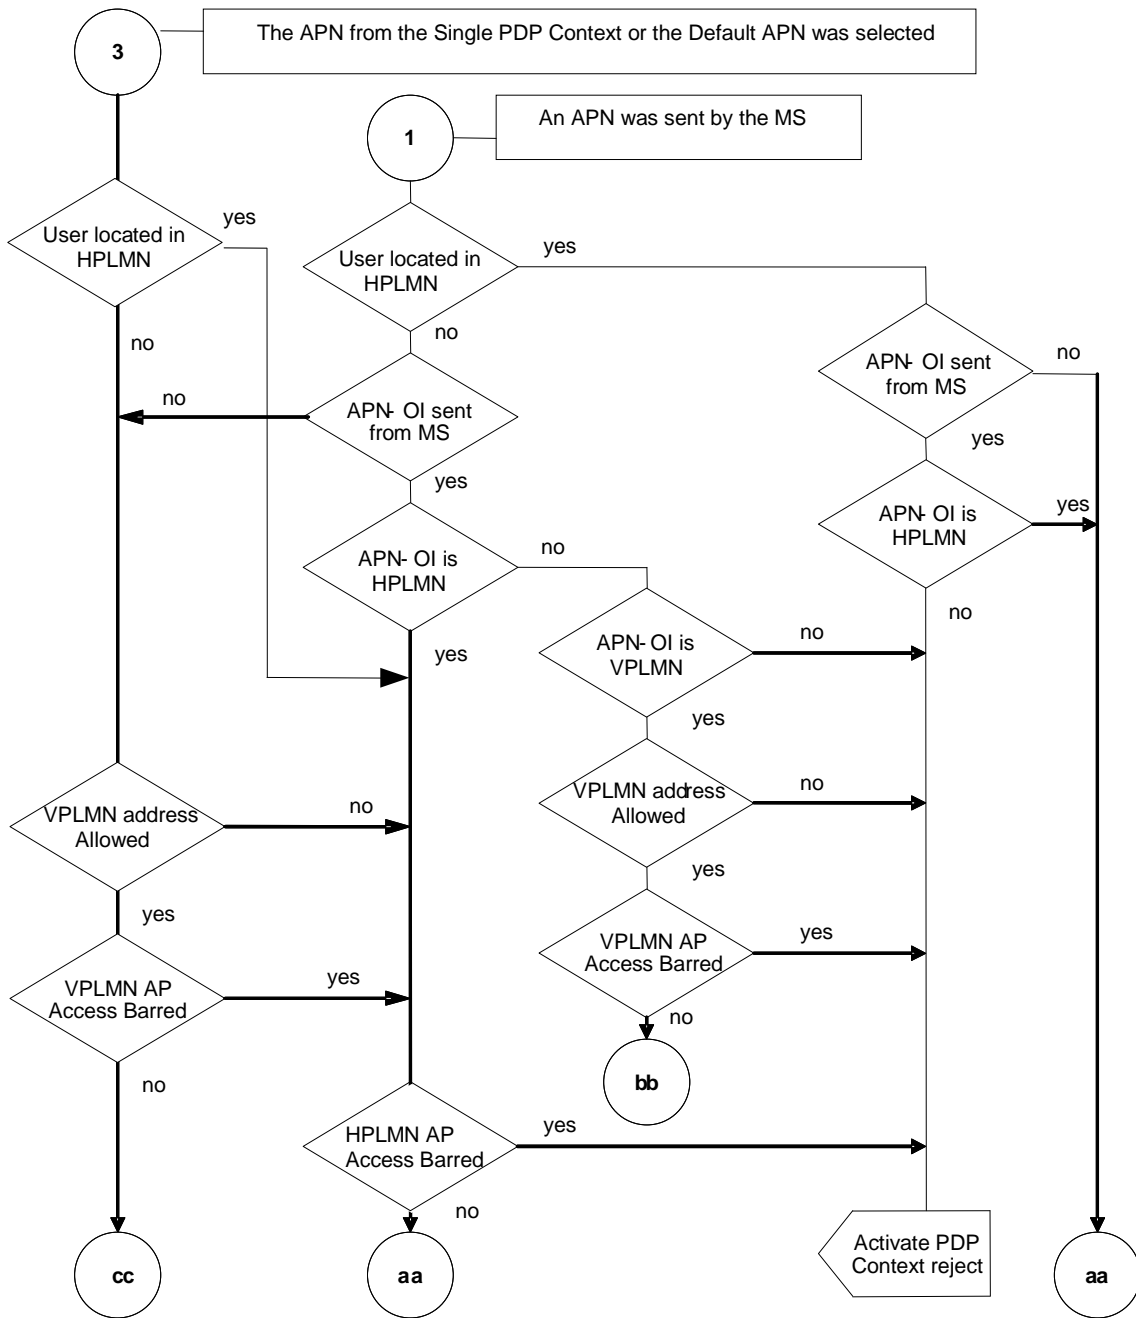 3
The APN from the Single PDP Context or the Default APN was selected
1
An APN was sent by the MS
User located in
HPLMN
yes
no
User located in
HPLMN
yes
no
APN- OI sent
from MS
no
yes
APN- OI sent
from MS
no
yes
APN- OI is
HPLMN
no
yes
APN- OI is
HPLMN
yes
no
APN- OI is
VPLMN
no
yes
VPLMN address
Allowed
no
yes
VPLMN address
Allowed
no
yes
VPLMN AP
Access Barred
yes
no
VPLMN AP
Access Barred
yes
no
bb
HPLMN AP
Access Barred
yes
no
cc
aa
Activate PDP
Context reject
aa